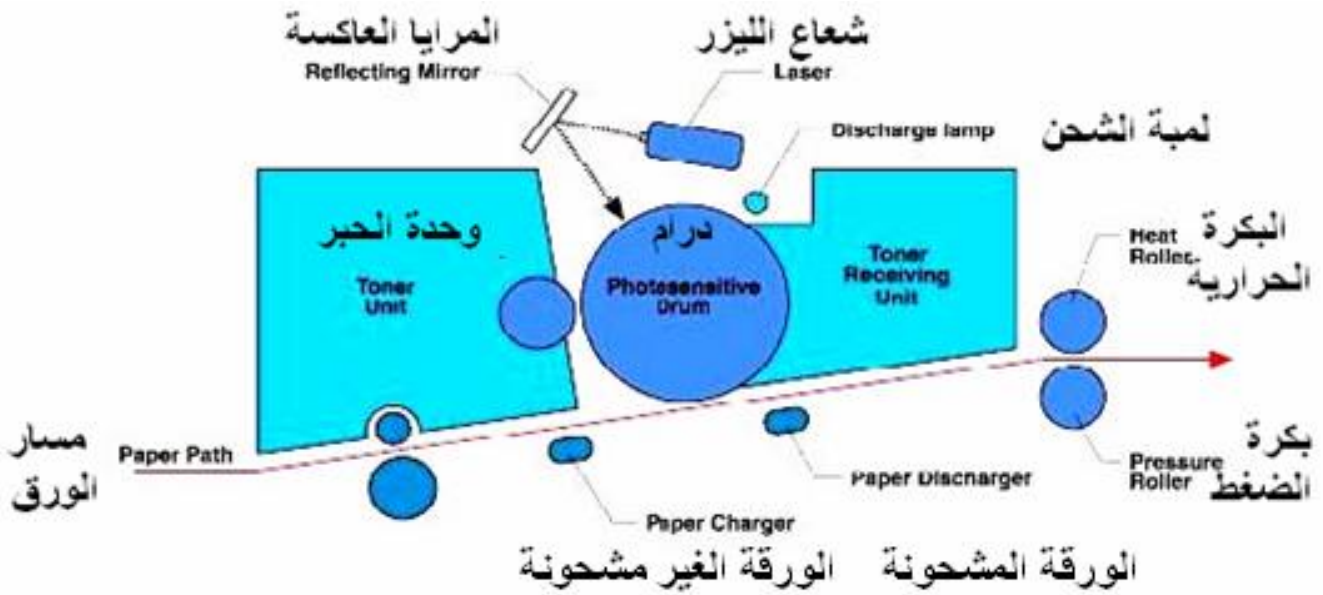 المرايا العاكسة
Reflecting Mirror
شعاع الليزر
Laser
Discharge lamp
لمبة الشحن
وحدة الحبر
Toner
Unit
درام
Photosensitive
Drum
Toner
Receiving
Unit
Heat
Roller
البكرة
الحرارية
مسار
الورق
Paper Path
Paper Discharger
Pressure
Roller
بكرة
الضغط
Paper Charger
الورقة الغير مشحونة
الورقة المشحونة